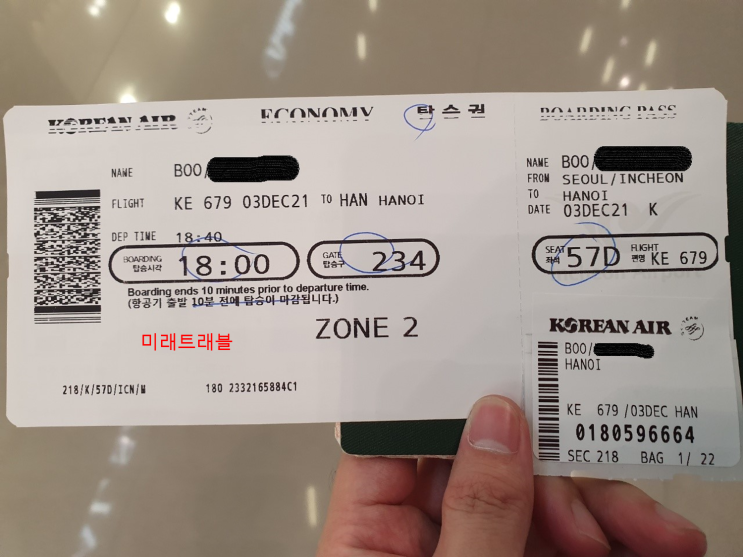 KOREAN AIR ECONOMY 탑승권
NAME BOO/
FLIGHT KE 679 03DEC21 TO HAN HANOI
DEP TIME 18:40
BOARDING 탑승시각 18:00 GATE 탑승구 234
Boarding ends 10 minutes prior to departure time.
(항공기 출발 10분 전에 탑승이 마감됩니다.)
미래트래블
ZONE 2
218/K/57D/ICN/M 180 2332165884C1
BOARDING PASS
NAME BOO/
FROM SEOUL/INCHEON
TO HANOI
DATE 03DEC21 K
SEAT 좌석 57D FLIGHT 편명 KE 679
KOREAN AIR
BOO/
HANOI
KE 679 /03DEC HAN
0180596664
SEC 218 BAG 1/ 22